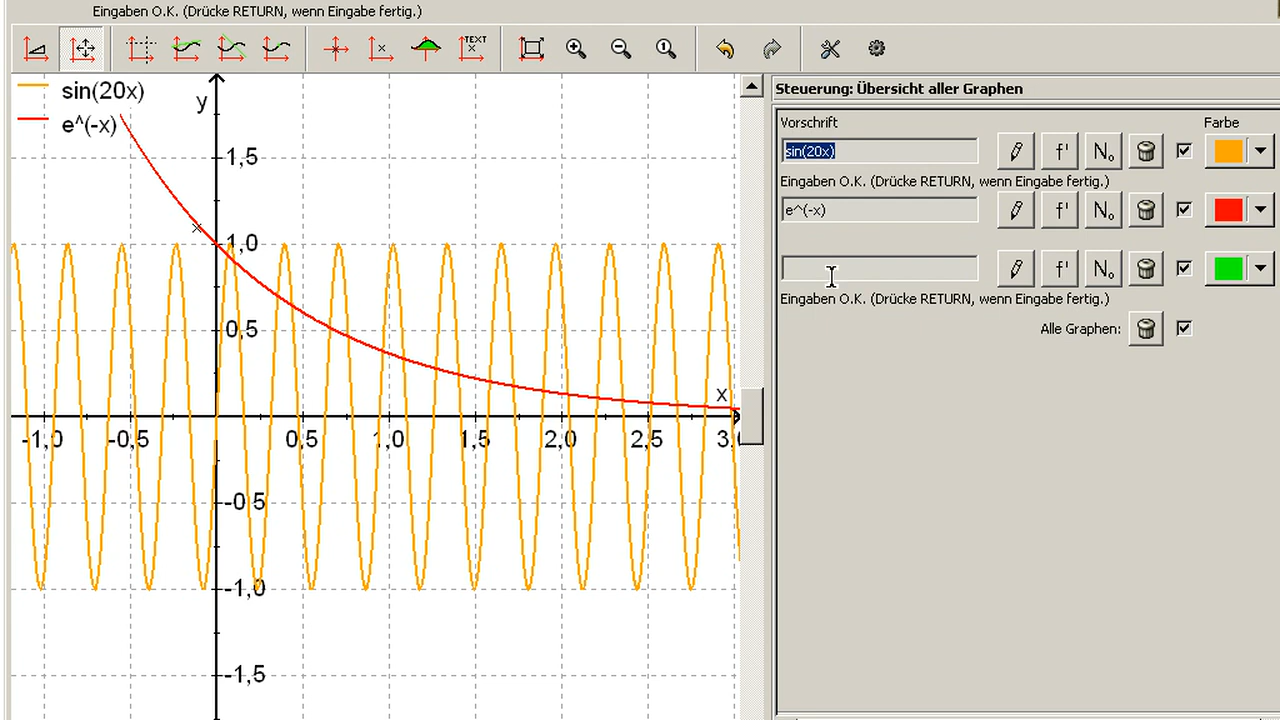 Eingaben O.K. (Drücke RETURN, wenn Eingabe fertig.)
TEXT
sin(20x)
e^(-x)
y
1,5
1,0
0,5
x
-1,0 -0,5 0,5 1,0 1,5 2,0 2,5 3,0
-0,5
-1,0
-1,5
Steuerung: Übersicht aller Graphen
Vorschrift Farbe
sin(20x) f' N₀
Eingaben O.K. (Drücke RETURN, wenn Eingabe fertig.)
e^(-x) f' N₀
f' N₀
Eingaben O.K. (Drücke RETURN, wenn Eingabe fertig.)
Alle Graphen: